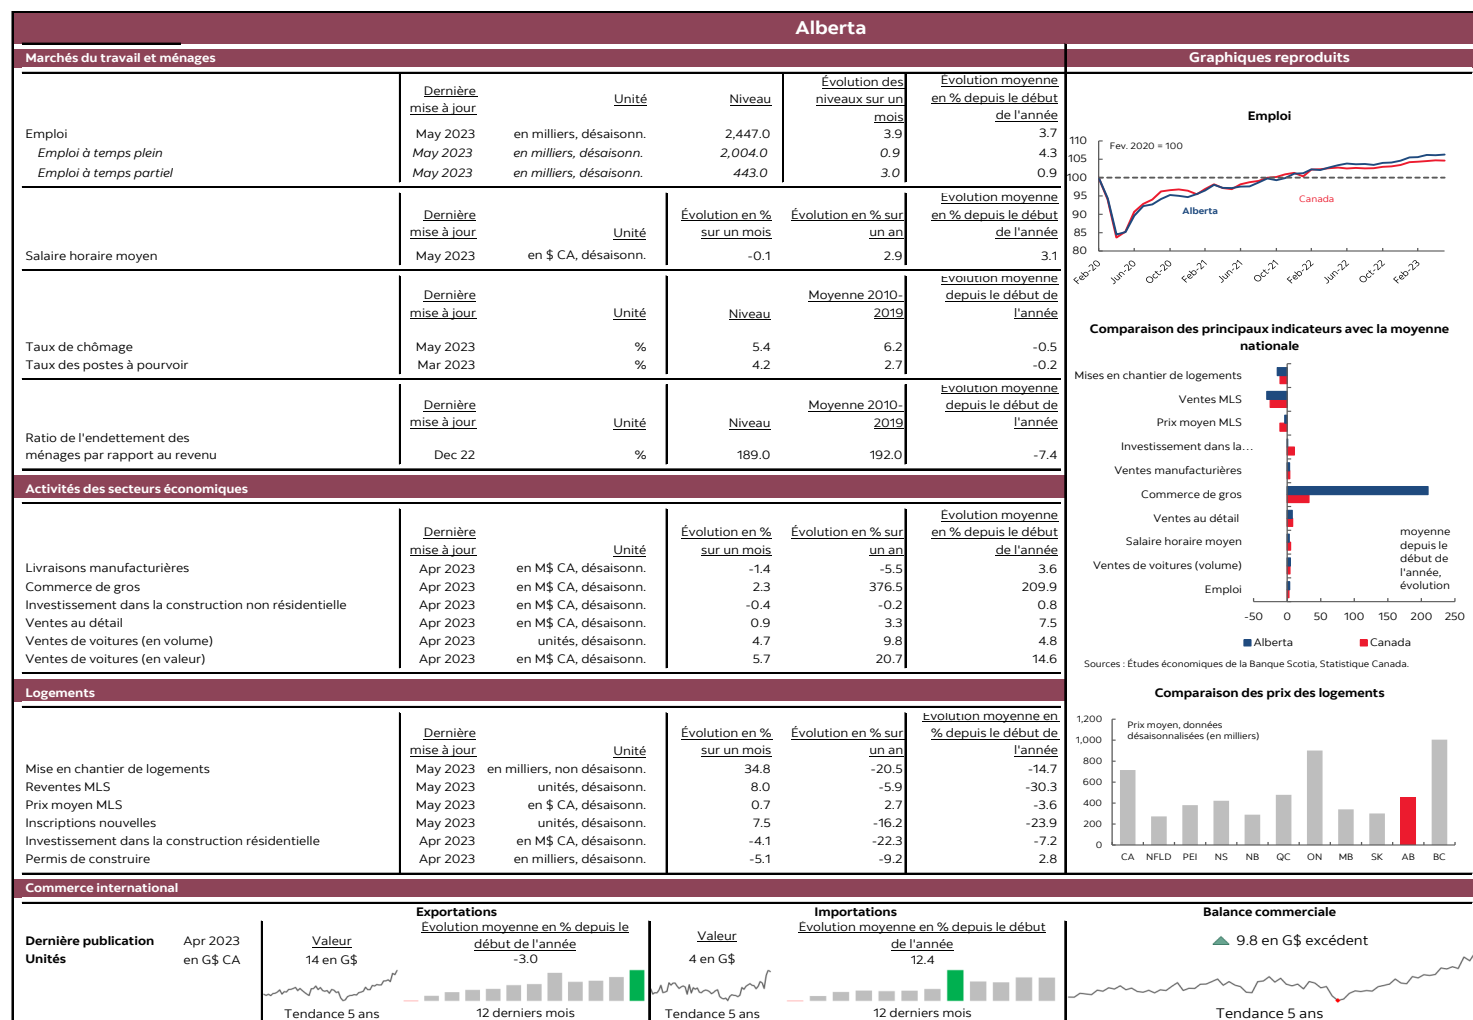 Alberta
Marchés du travail et ménages
Graphiques reproduits
Dernière mise à jour Unité Niveau Évolution des niveaux sur un mois Évolution moyenne en % depuis le début de l'année
Emploi May 2023 en milliers, désaisonn. 2,447.0 3.9 3.7
Emploi à temps plein May 2023 en milliers, désaisonn. 2,004.0 0.9 4.3
Emploi à temps partiel May 2023 en milliers, désaisonn. 443.0 3.0 0.9
Dernière mise à jour Unité Évolution en % sur un mois Évolution en % sur un an Évolution moyenne en % depuis le début de l'année
Salaire horaire moyen May 2023 en $ CA, désaisonn. -0.1 2.9 3.1
Dernière mise à jour Unité Niveau Moyenne 2010-2019 Évolution moyenne depuis le début de l'année
Taux de chômage May 2023 % 5.4 6.2 -0.5
Taux des postes à pourvoir Mar 2023 % 4.2 2.7 -0.2
Dernière mise à jour Unité Niveau Moyenne 2010-2019 Évolution moyenne depuis le début de l'année
Ratio de l'endettement des
ménages par rapport au revenu Dec 22 % 189.0 192.0 -7.4
Activités des secteurs économiques
Dernière mise à jour Unité Évolution en % sur un mois Évolution en % sur un an Évolution moyenne en % depuis le début de l'année
Livraisons manufacturières Apr 2023 en M$ CA, désaisonn. -1.4 -5.5 3.6
Commerce de gros Apr 2023 en M$ CA, désaisonn. 2.3 376.5 209.9
Investissement dans la construction non résidentielle Apr 2023 en M$ CA, désaisonn. -0.4 -0.2 0.8
Ventes au détail Apr 2023 en M$ CA, désaisonn. 0.9 3.3 7.5
Ventes de voitures (en volume) Apr 2023 unités, désaisonn. 4.7 9.8 4.8
Ventes de voitures (en valeur) Apr 2023 en M$ CA, désaisonn. 5.7 20.7 14.6
Logements
Dernière mise à jour Unité Évolution en % sur un mois Évolution en % sur un an Évolution moyenne en % depuis le début de l'année
Mise en chantier de logements May 2023 en milliers, non désaisonn. 34.8 -20.5 -14.7
Reventes MLS May 2023 unités, désaisonn. 8.0 -5.9 -30.3
Prix moyen MLS May 2023 en $ CA, désaisonn. 0.7 2.7 -3.6
Inscriptions nouvelles May 2023 unités, désaisonn. 7.5 -16.2 -23.9
Investissement dans la construction résidentielle Apr 2023 en M$ CA, désaisonn. -4.1 -22.3 -7.2
Permis de construire Apr 2023 en milliers, désaisonn. -5.1 -9.2 2.8
Emploi
Fev. 2020 = 100
110
105
100
95
90
85
80
Alberta
Canada
Feb-20 Jun-20 Oct-20 Feb-21 Jun-21 Oct-21 Feb-22 Jun-22 Oct-22 Feb-23
Comparaison des principaux indicateurs avec la moyenne
nationale
Mises en chantier de logements
Ventes MLS
Prix moyen MLS
Investissement dans la…
Ventes manufacturières
Commerce de gros
Ventes au détail
Salaire horaire moyen
Ventes de voitures (volume)
Emploi
moyenne
depuis le
début de
l'année,
évolution
-50 0 50 100 150 200 250
Alberta Canada
Sources : Études économiques de la Banque Scotia, Statistique Canada.
Comparaison des prix des logements
Prix moyen, données
désaisonnalisées (en milliers)
1,200
1,000
800
600
400
200
0
CA NFLD PEI NS NB QC ON MB SK AB BC
Commerce international
Dernière publication Apr 2023
Unités en G$ CA
Exportations
Valeur
14 en G$
Tendance 5 ans
Évolution moyenne en % depuis le
début de l'année
-3.0
12 derniers mois
Importations
Valeur
4 en G$
Tendance 5 ans
Évolution moyenne en % depuis le début
de l'année
12.4
12 derniers mois
Balance commerciale
9.8 en G$ excédent
Tendance 5 ans